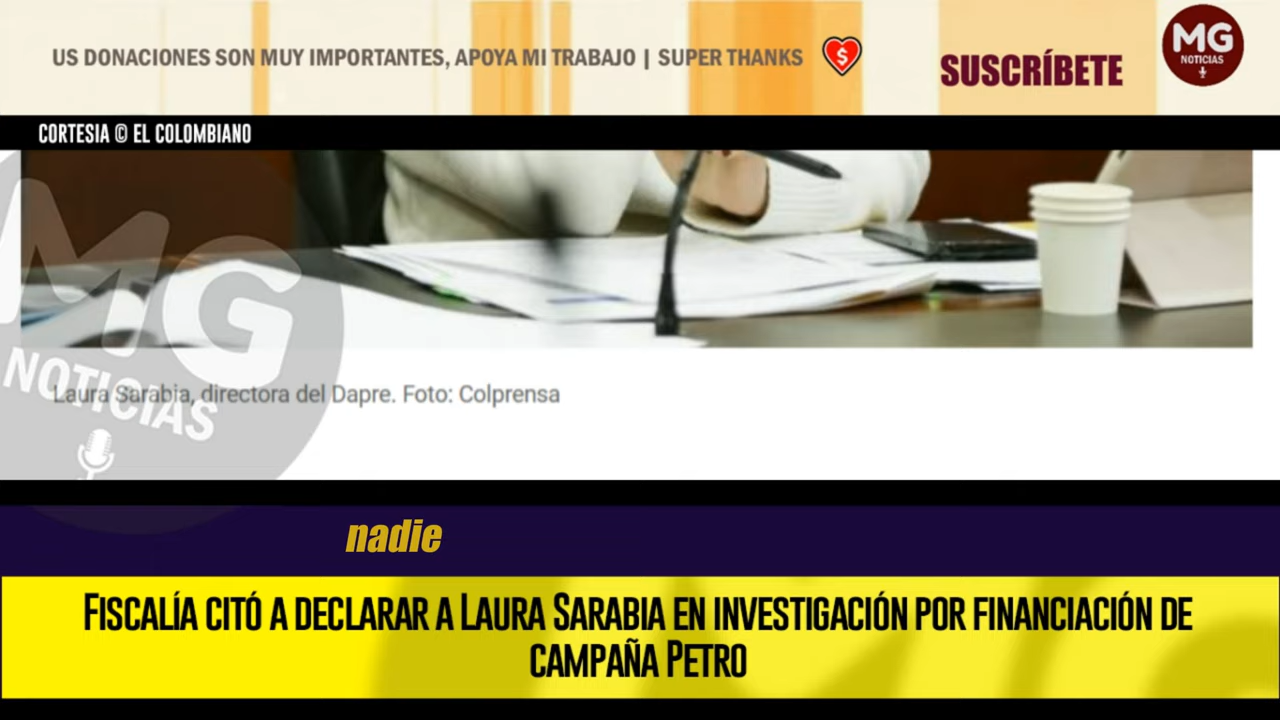 US DONACIONES SON MUY IMPORTANTES, APOYA MI TRABAJO | SUPER THANKS
SUSCRÍBETE
MG
NOTICIAS
CORTESIA © EL COLOMBIANO
MG
NOTICIAS
Laura Sarabia, directora del Dapre. Foto: Colprensa
nadie
FISCALÍA CITÓ A DECLARAR A LAURA SARABIA EN INVESTIGACIÓN POR FINANCIACIÓN DE
CAMPAÑA PETRO